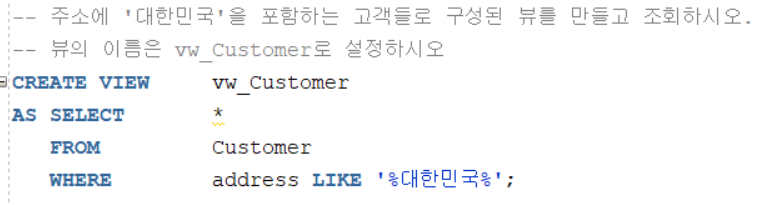 -- 주소에 '대한민국'을 포함하는 고객들로 구성된 뷰를 만들고 조회하시오.
-- 뷰의 이름은 vw_Customer로 설정하시오
CREATE VIEW vw_Customer
AS SELECT *
FROM Customer
WHERE address LIKE '%대한민국%';